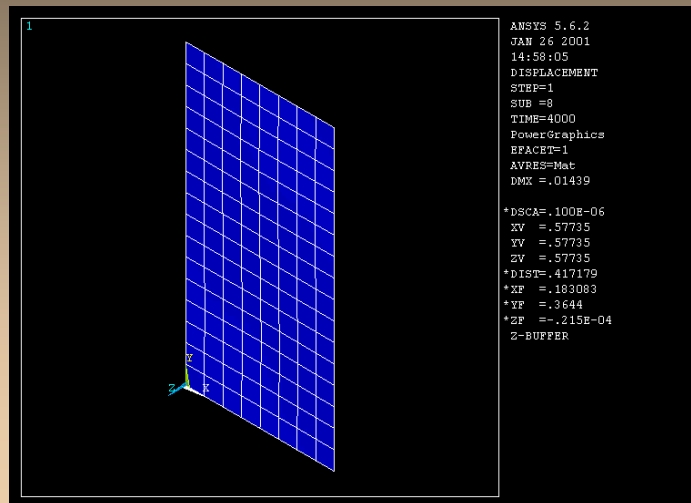 1
ANSYS 5.6.2
JAN 26 2001
14:58:05
DISPLACEMENT
STEP=1
SUB =8
TIME=4000
PowerGraphics
EFACET=1
AVRES=Mat
DMX =.01439
*DSCA=.100E-06
XV =.57735
YV =.57735
ZV =.57735
*DIST=.417179
*XF =.183083
*YF =.3644
*ZF =-.215E-04
Z-BUFFER
Y
Z X